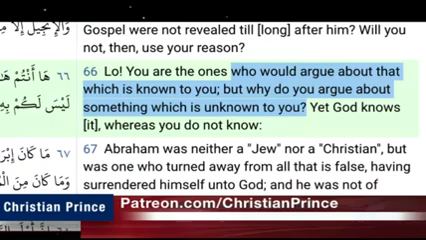 Gospel were not revealed till [long] after him? Will you
not, then, use your reason?
٦٦ هَا أَنْتُمْ
لَيْسَ لَكُمْ
66 Lo! You are the ones who would argue about that
which is known to you; but why do you argue about
something which is unknown to you? Yet God knows
[it], whereas you do not know:
٦٧ مَا كَانَ
وَمَا كَانَ
67 Abraham was neither a "Jew" nor a "Christian", but
was one who turned away from all that is false, having
surrendered himself unto God; and he was not of
Christian Prince
Patreon.com/ChristianPrince